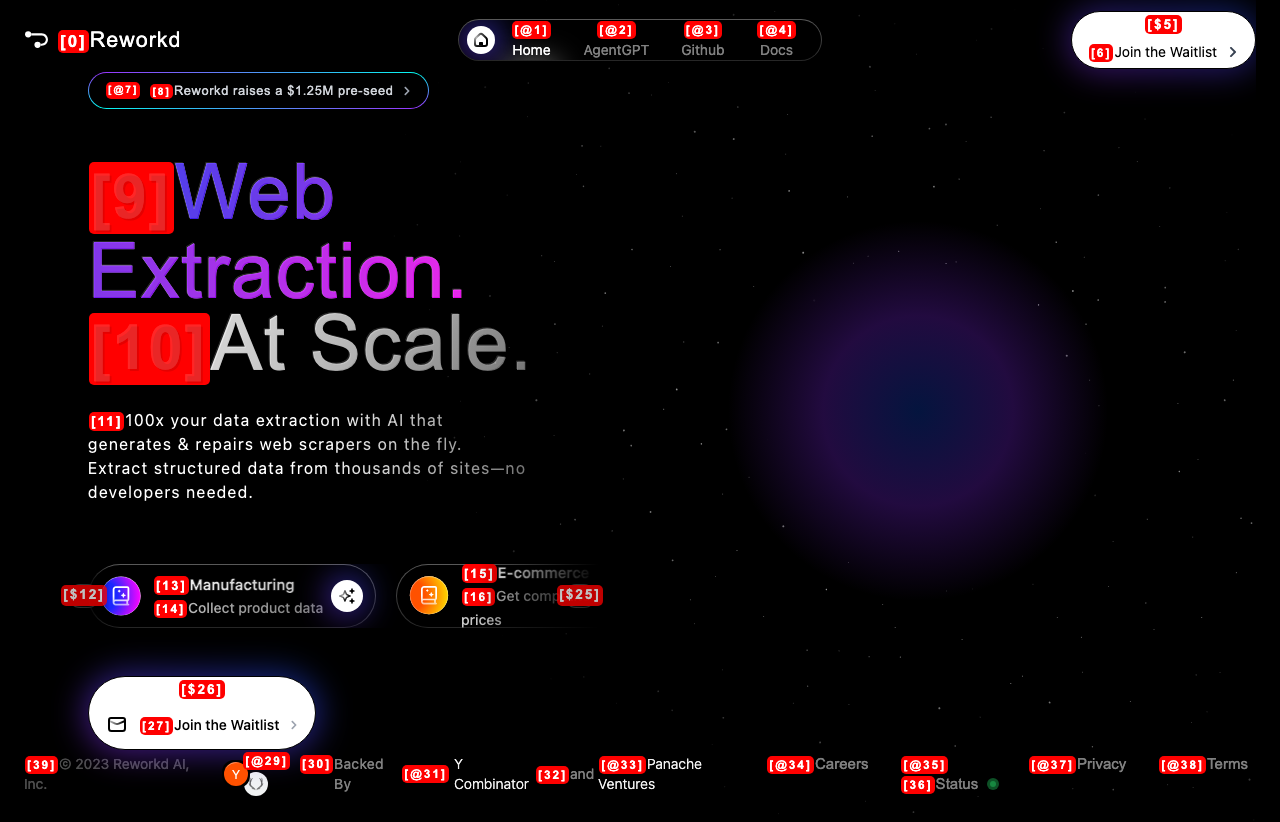 [0]Reworkd
[@1] [@2] [@3] [@4]
Home AgentGPT Github Docs
[$5]
[6]Join the Waitlist
[@7] [8]Reworkd raises a $1.25M pre-seed
[9]Web
Extraction.
[10]At Scale.
[11]100x your data extraction with AI that
generates & repairs web scrapers on the fly.
Extract structured data from thousands of sites—no
developers needed.
[$12]
[13]Manufacturing
[14]Collect product data
[15]E-commerce
[16]Get comp
prices
[$25]
[$26]
[27]Join the Waitlist
[39]© 2023 Reworkd AI,
Inc.
Y
[@29]
[30]Backed
By
[@31] Y
Combinator
[32]and
[@33]Panache
Ventures
[@34]Careers
[@35]
[36]Status
[@37]Privacy
[@38]Terms